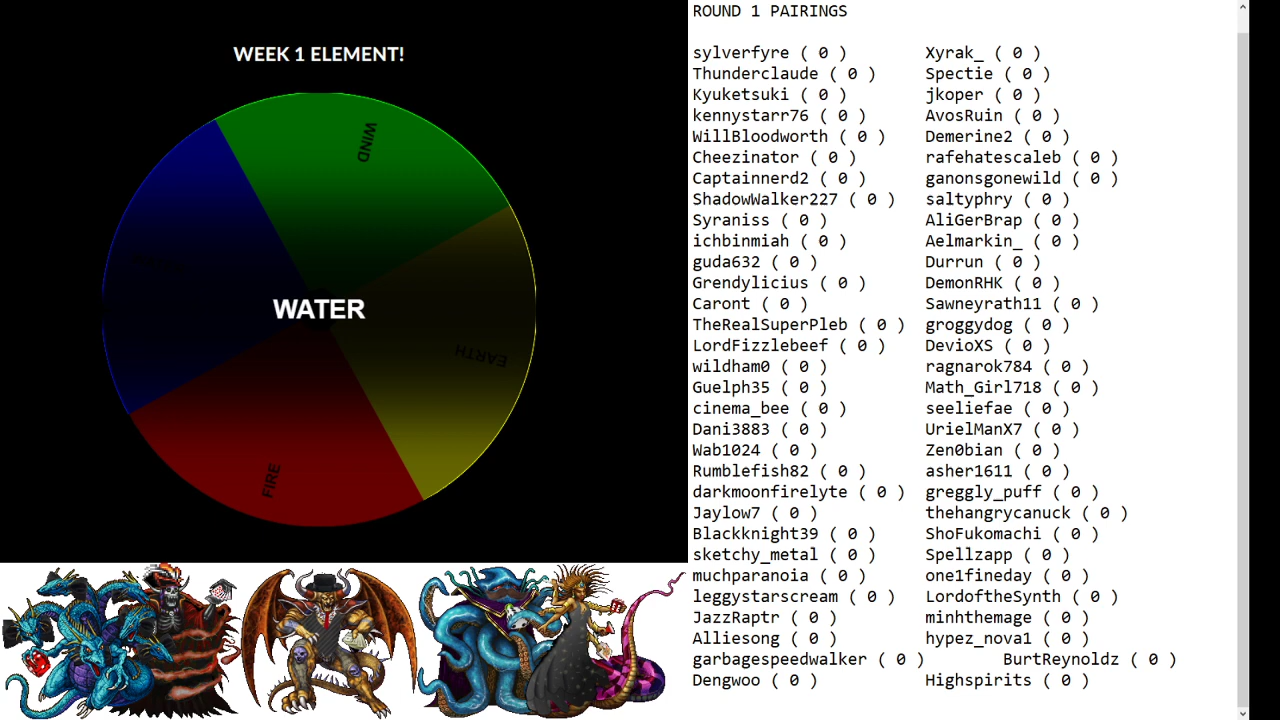 WEEK 1 ELEMENT!
WIND
WATER
EARTH
FIRE
ROUND 1 PAIRINGS
sylverfyre ( 0 ) Xyrak_ ( 0 )
Thunderclaude ( 0 ) Spectie ( 0 )
Kyuketsuki ( 0 ) jkoper ( 0 )
kennystarr76 ( 0 ) AvosRuin ( 0 )
WillBloodworth ( 0 ) Demerine2 ( 0 )
Cheezinator ( 0 ) rafehatescaleb ( 0 )
Captainnerd2 ( 0 ) ganonsgonewild ( 0 )
ShadowWalker227 ( 0 ) saltyphry ( 0 )
Syraniss ( 0 ) AliGerBrap ( 0 )
ichbinmiah ( 0 ) Aelmarkin_ ( 0 )
guda632 ( 0 ) Durrun ( 0 )
Grendylicius ( 0 ) DemonRHK ( 0 )
Caront ( 0 ) Sawneyrath11 ( 0 )
TheRealSuperPleb ( 0 ) groggydog ( 0 )
LordFizzlebeef ( 0 ) DevioXS ( 0 )
wildham0 ( 0 ) ragnarok784 ( 0 )
Guelph35 ( 0 ) Math_Girl718 ( 0 )
cinema_bee ( 0 ) seeliefae ( 0 )
Dani3883 ( 0 ) UrielManX7 ( 0 )
Wab1024 ( 0 ) Zen0bian ( 0 )
Rumblefish82 ( 0 ) asher1611 ( 0 )
darkmoonfirelyte ( 0 ) greggly_puff ( 0 )
Jaylow7 ( 0 ) thehangrycanuck ( 0 )
Blackknight39 ( 0 ) ShoFukomachi ( 0 )
sketchy_metal ( 0 ) Spellzapp ( 0 )
muchparanoia ( 0 ) one1fineday ( 0 )
leggystarscream ( 0 ) LordoftheSynth ( 0 )
JazzRaptr ( 0 ) minhthemage ( 0 )
Alliesong ( 0 ) hypez_nova1 ( 0 )
garbagespeedwalker ( 0 ) BurtReynoldz ( 0 )
Dengwoo ( 0 ) Highspirits ( 0 )